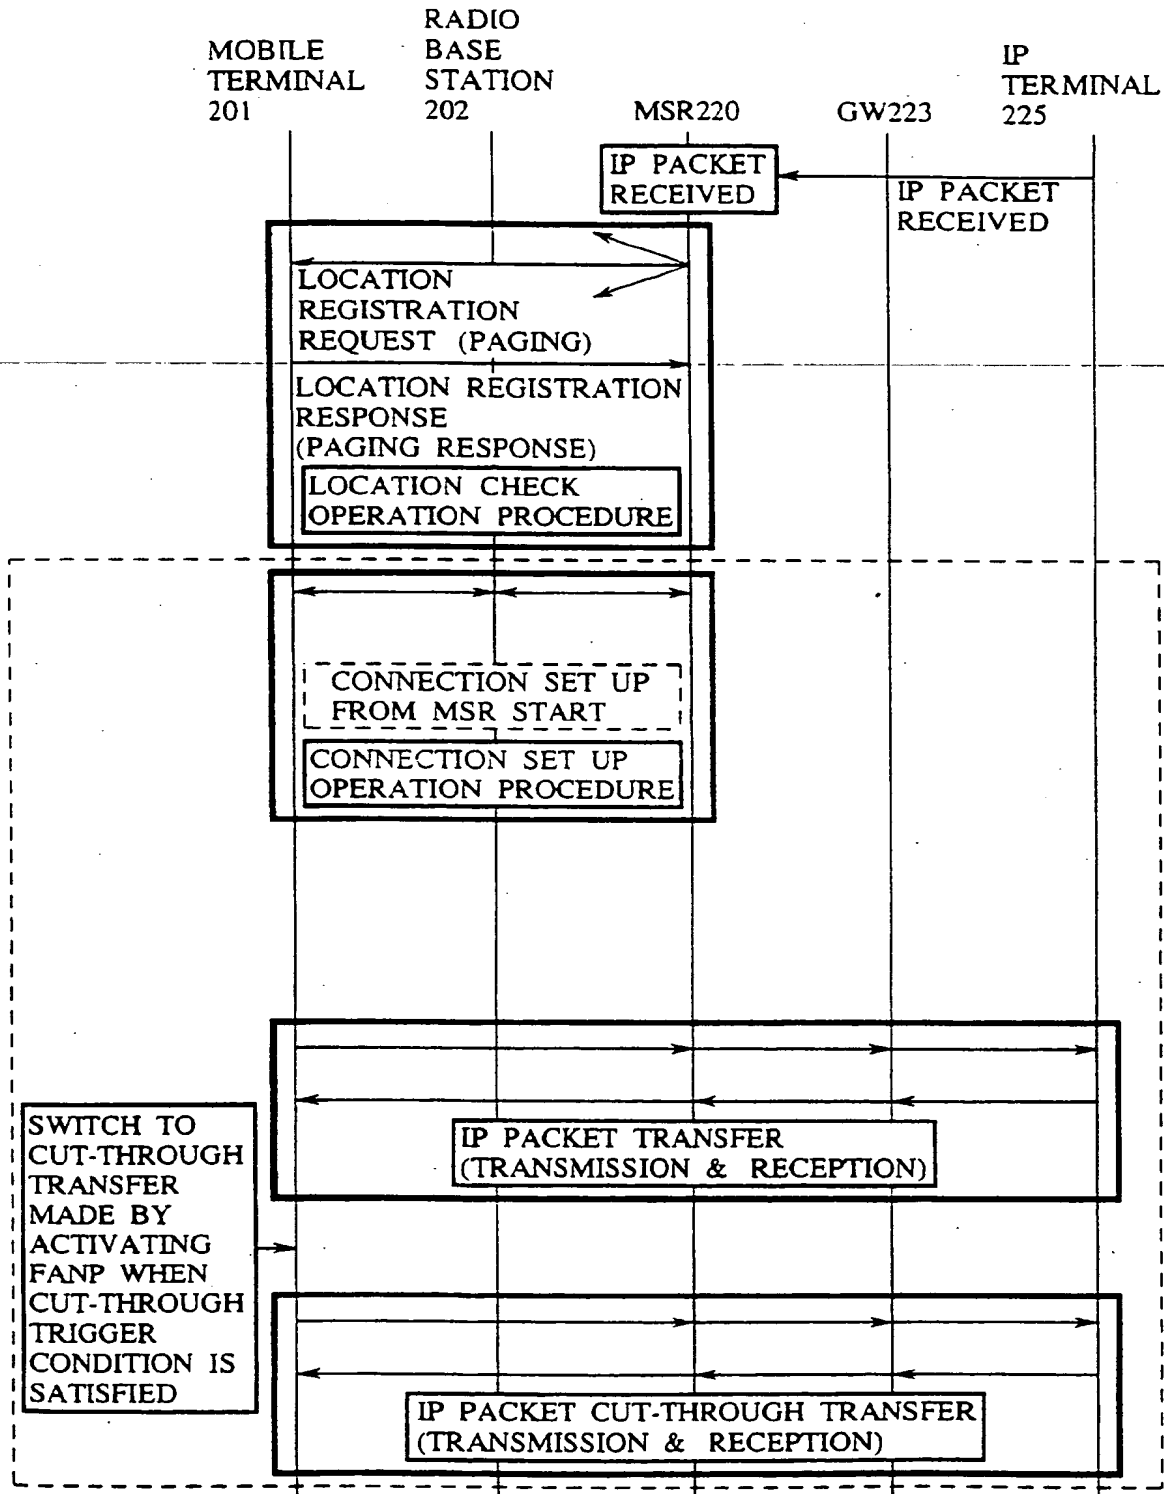 MOBILE
TERMINAL
201
RADIO
BASE
STATION
202
MSR220
GW223
IP
TERMINAL
225
IP PACKET
RECEIVED
IP PACKET
RECEIVED
LOCATION
REGISTRATION
REQUEST (PAGING)
LOCATION REGISTRATION
RESPONSE
(PAGING RESPONSE)
LOCATION CHECK
OPERATION PROCEDURE
CONNECTION SET UP
FROM MSR START
CONNECTION SET UP
OPERATION PROCEDURE
IP PACKET TRANSFER
(TRANSMISSION & RECEPTION)
SWITCH TO
CUT-THROUGH
TRANSFER
MADE BY
ACTIVATING
FANP WHEN
CUT-THROUGH
TRIGGER
CONDITION IS
SATISFIED
IP PACKET CUT-THROUGH TRANSFER
(TRANSMISSION & RECEPTION)